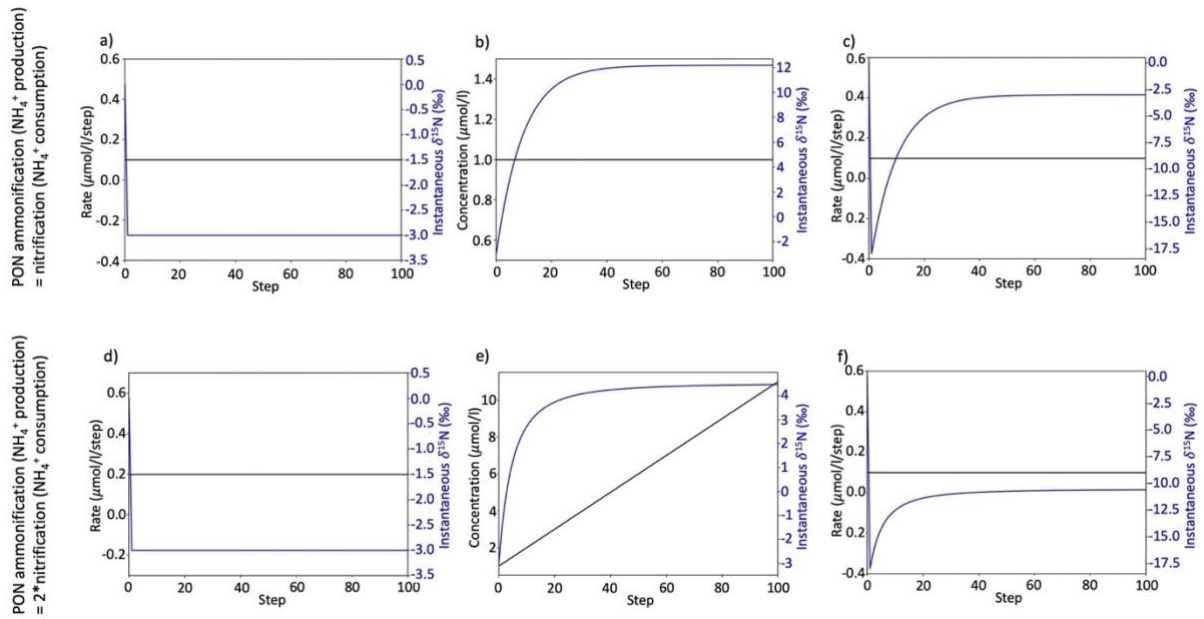 PON ammonification (NH₄⁺ production)
= nitrification (NH₄⁺ consumption)
a)
Rate (μmol/l/step)
0.6
0.4
0.2
0.0
-0.2
-0.4
0 20 40 60 80 100
Step
0.5
0.0
-0.5
-1.0
-1.5
-2.0
-2.5
-3.0
-3.5
Instantaneous δ¹⁵N (‰)
b)
Concentration (μmol/l)
1.4
1.2
1.0
0.8
0.6
0 20 40 60 80 100
Step
12
10
8
6
4
2
0
-2
Instantaneous δ¹⁵N (‰)
c)
Rate (μmol/l/step)
0.6
0.4
0.2
0.0
0.2
-0.4
0 20 40 60 80 100
Step
0.0
-2.5
-5.0
-7.5
-10.0
-12.5
-15.0
-17.5
Instantaneous δ¹⁵N (‰)
PON ammonification (NH₄⁺ production)
= 2*nitrification (NH₄⁺ consumption)
d)
Rate (μmol/l/step)
0.6
0.4
0.2
0.0
-0.2
0 20 40 60 80 100
Step
0.5
0.0
-0.5
-1.0
-1.5
-2.0
-2.5
-3.0
-3.5
Instantaneous δ¹⁵N (‰)
e)
Concentration (μmol/l)
10
8
6
4
2
0 20 40 60 80 100
Step
4
3
2
1
0
-1
-2
-3
Instantaneous δ¹⁵N (‰)
f)
Rate (μmol/l/step)
0.6
0.4
0.2
0.0
-0.2
-0.4
0 20 40 60 80 100
Step
0.0
-2.5
-5.0
-7.5
-10.0
-12.5
-15.0
-17.5
Instantaneous δ¹⁵N (‰)